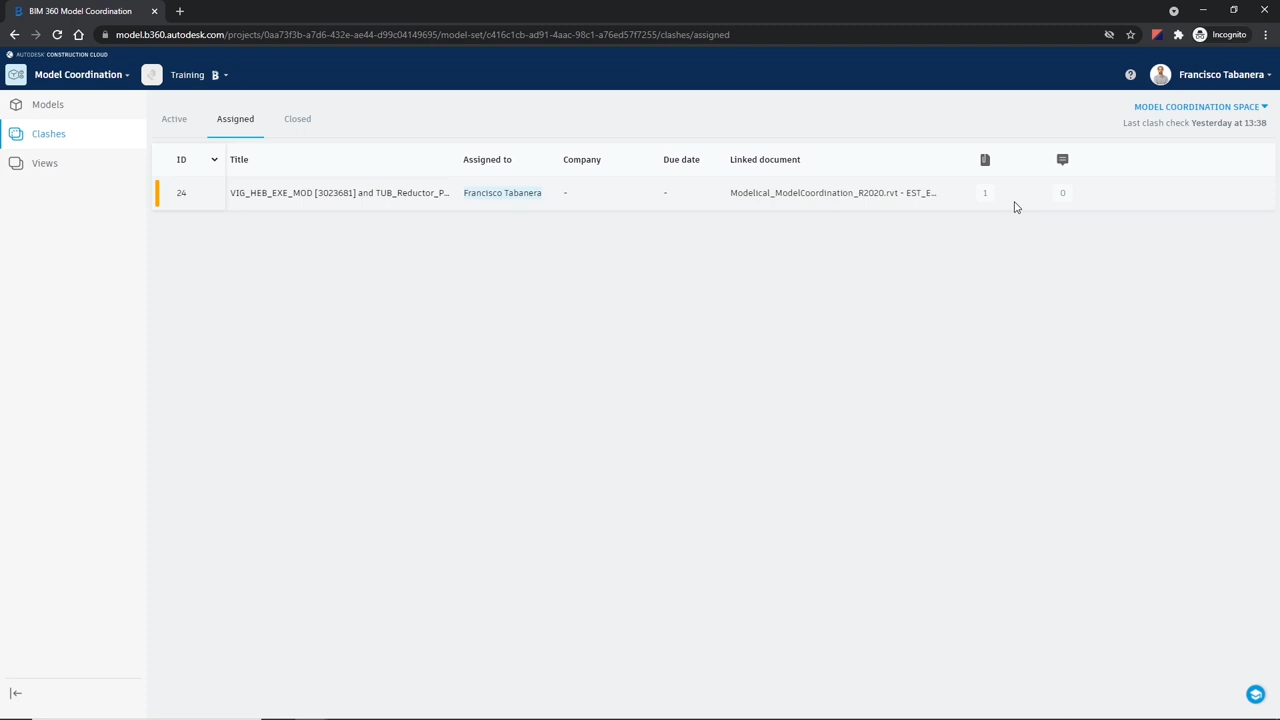 BIM 360 Model Coordination
model.b360.autodesk.com/projects/0aa73f3b-a7d6-432e-ae44-d99c04149695/model-set/c416c1cb-ad91-4aac-98c1-a76ed57f7255/clashes/assigned
Incognito
AUTODESK CONSTRUCTION CLOUD
Model Coordination
Training
B
Francisco Tabanera
Models
Clashes
Views
Active
Assigned
Closed
MODEL COORDINATION SPACE
Last clash check Yesterday at 13:38
ID Title Assigned to Company Due date Linked document
24 VIG_HEB_EXE_MOD [3023681] and TUB_Reductor_P... Francisco Tabanera - - Modelical_ModelCoordination_R2020.rvt - EST_E... 1 0